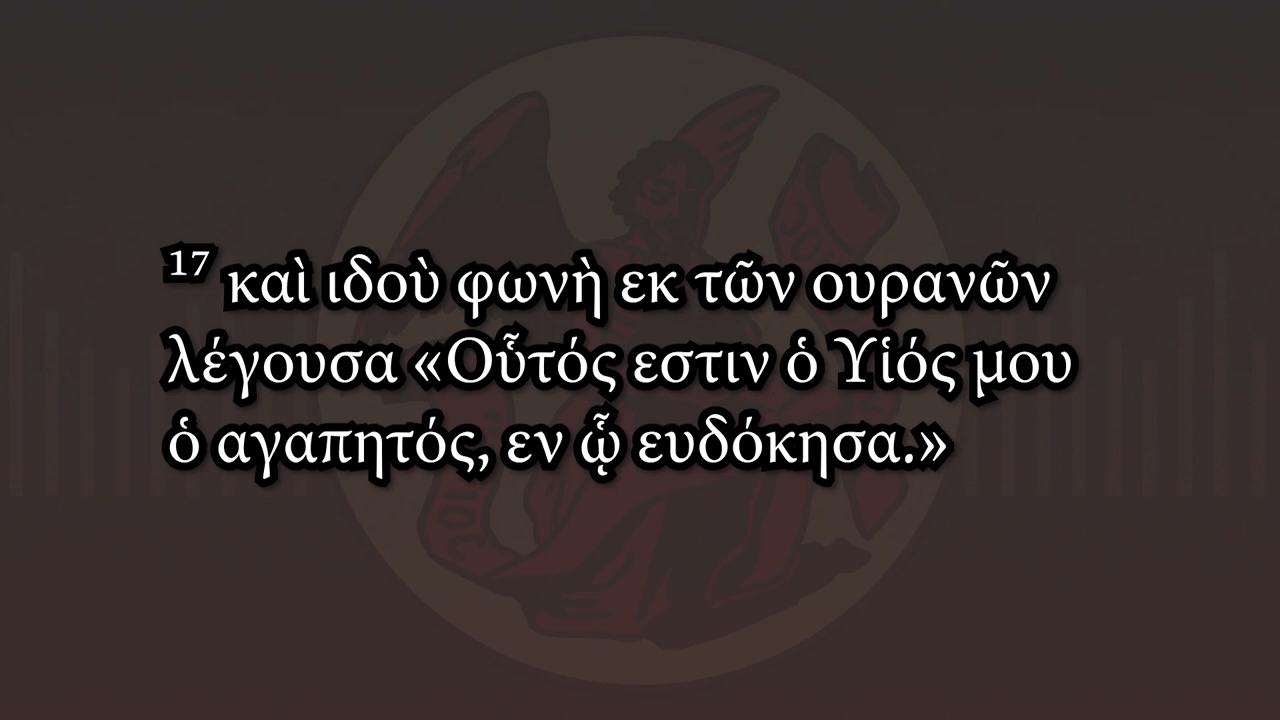 17 καὶ ιδοὺ φωνὴ εκ τῶν ουρανῶν
λέγουσα «Οὗτός εστιν ὁ Υἱός μου
ὁ αγαπητός, εν ᾧ ευδόκησα.»